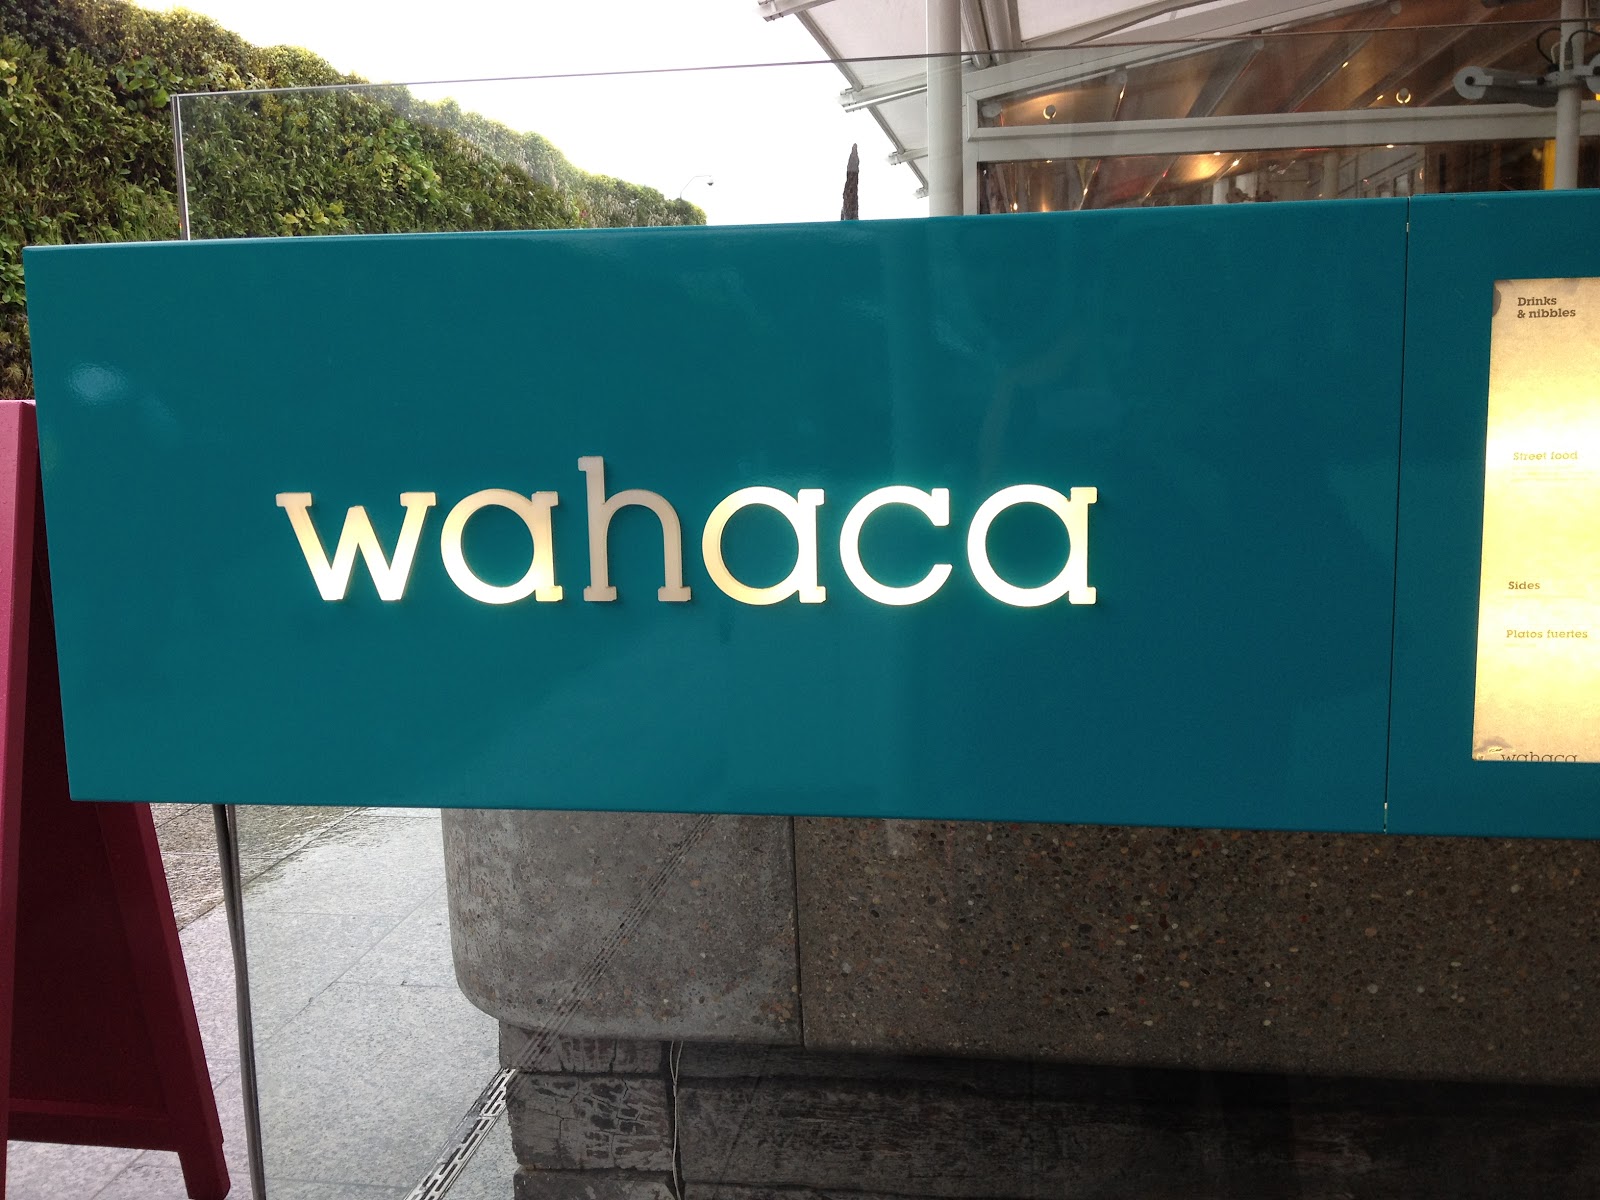 wahaca
Drinks
& nibbles
Street food
Sides
Platos fuertes
wahaca